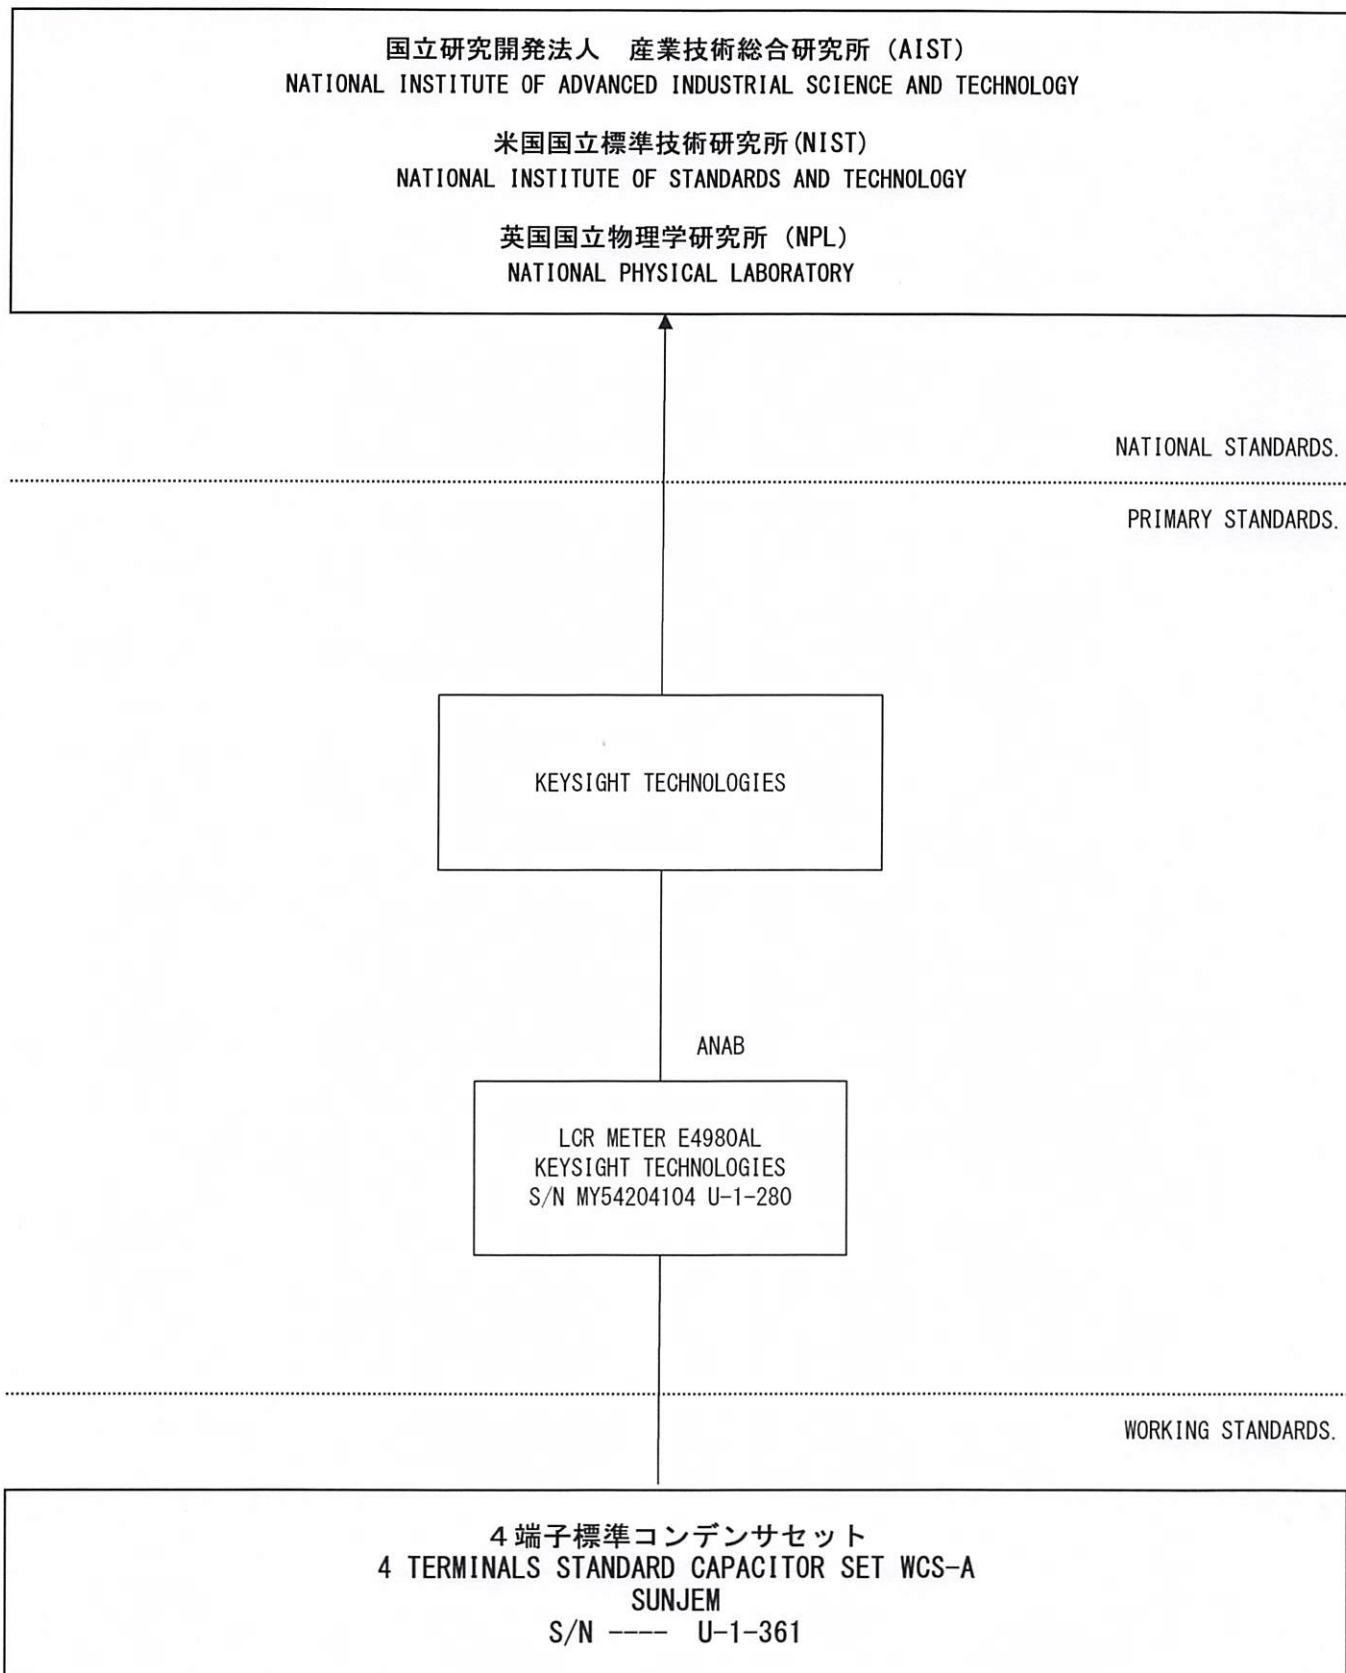 国立研究開発法人　産業技術総合研究所 (AIST)
NATIONAL INSTITUTE OF ADVANCED INDUSTRIAL SCIENCE AND TECHNOLOGY
米国国立標準技術研究所(NIST)
NATIONAL INSTITUTE OF STANDARDS AND TECHNOLOGY
英国国立物理学研究所 (NPL)
NATIONAL PHYSICAL LABORATORY
NATIONAL STANDARDS.
PRIMARY STANDARDS.
KEYSIGHT TECHNOLOGIES
ANAB
LCR METER E4980AL
KEYSIGHT TECHNOLOGIES
S/N MY54204104 U-1-280
WORKING STANDARDS.
４端子標準コンデンサセット
4 TERMINALS STANDARD CAPACITOR SET WCS-A
SUNJEM
S/N ---- U-1-361